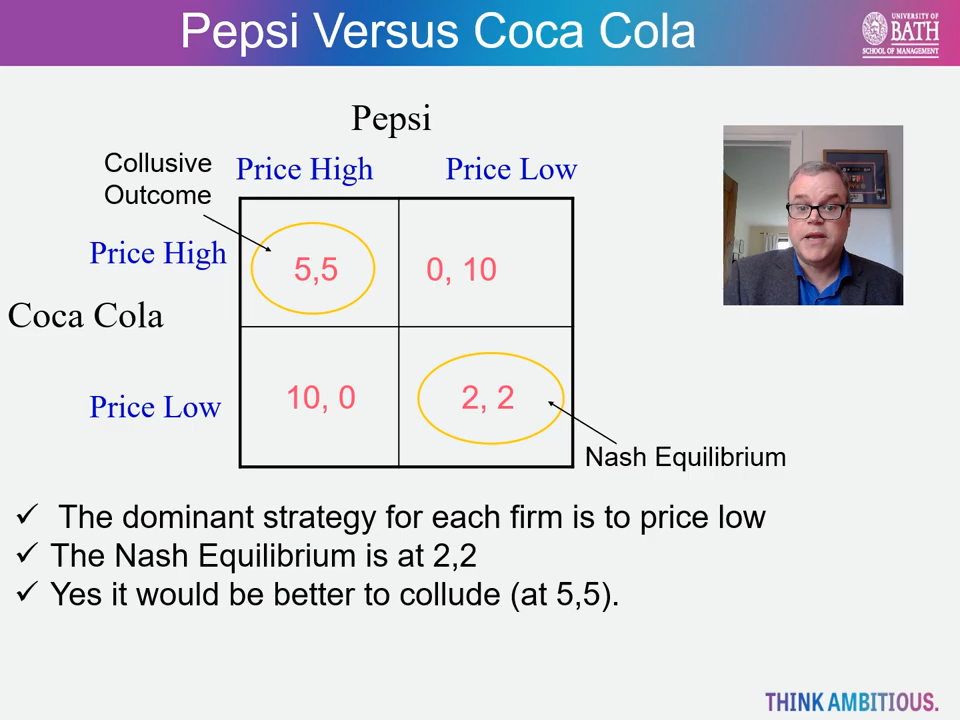 Pepsi Versus Coca Cola
UNIVERSITY OF
BATH
SCHOOL OF MANAGEMENT
Pepsi
Collusive
Outcome
Price High
Price Low
Price High
5,5
0, 10
Coca Cola
Price Low
10, 0
2, 2
Nash Equilibrium
✓ The dominant strategy for each firm is to price low
✓ The Nash Equilibrium is at 2,2
✓ Yes it would be better to collude (at 5,5).
THINK AMBITIOUS.